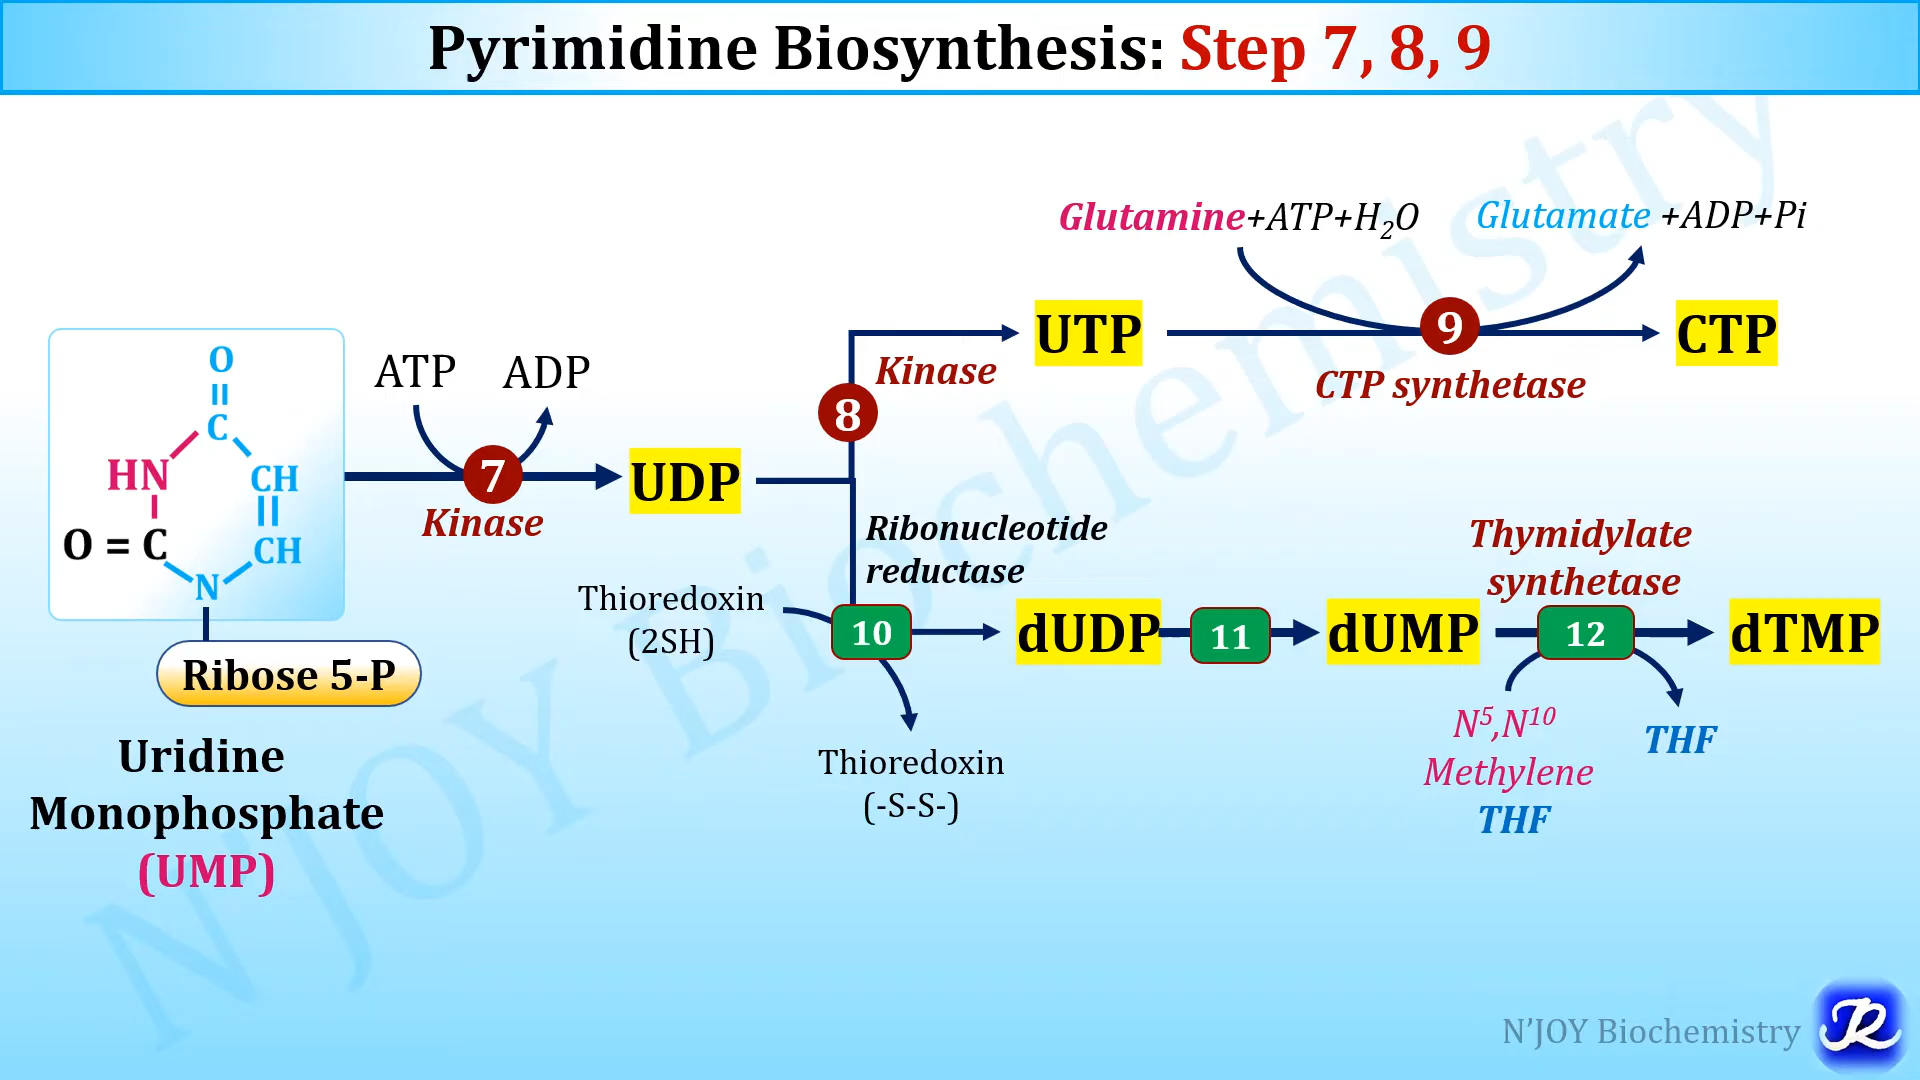 Pyrimidine Biosynthesis: Step 7, 8, 9
Glutamine+ATP+H₂O
Glutamate +ADP+Pi
UTP
9
CTP
Kinase
CTP synthetase
8
O
C
HN
CH
O = C
CH
N
Ribose 5-P
Uridine
Monophosphate
(UMP)
ATP
ADP
7
Kinase
UDP
Ribonucleotide
reductase
Thioredoxin
(2SH)
10
Thioredoxin
(-S-S-)
dUDP
11
dUMP
Thymidylate
synthetase
12
dTMP
N⁵,N¹⁰
Methylene
THF
THF
N'JOY Biochemistry
N'JOY Biochemistry